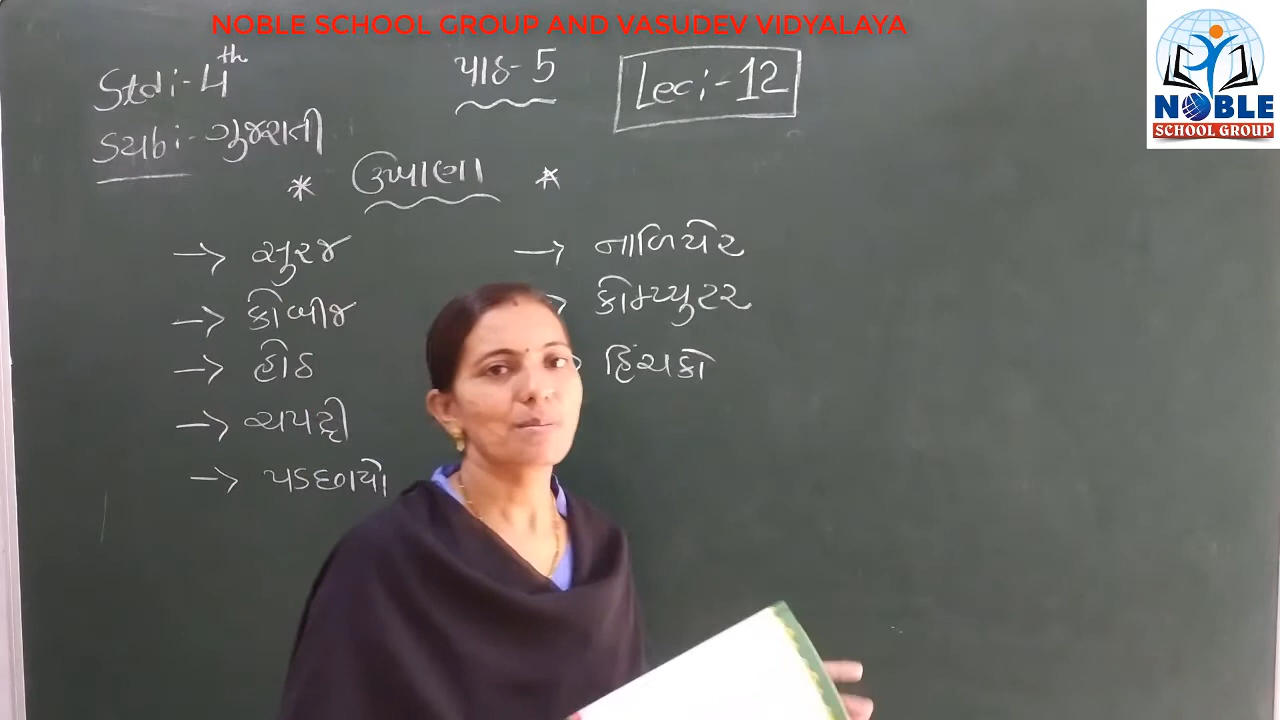 NOBLE SCHOOL GROUP AND VASUDEV VIDYALAYA
NOBLE
SCHOOL GROUP
Std :- 4th
પાઠ- 5
Lec :- 12
Sub :- ગુજરાતી
* ઉખાણા *
→ સુરજ
→ નાળિયેર
→ કોબીજ
→ કોમ્પ્યુટર
→ હોઠ
હિંચકો
→ ચપટી
→ પડછાયો